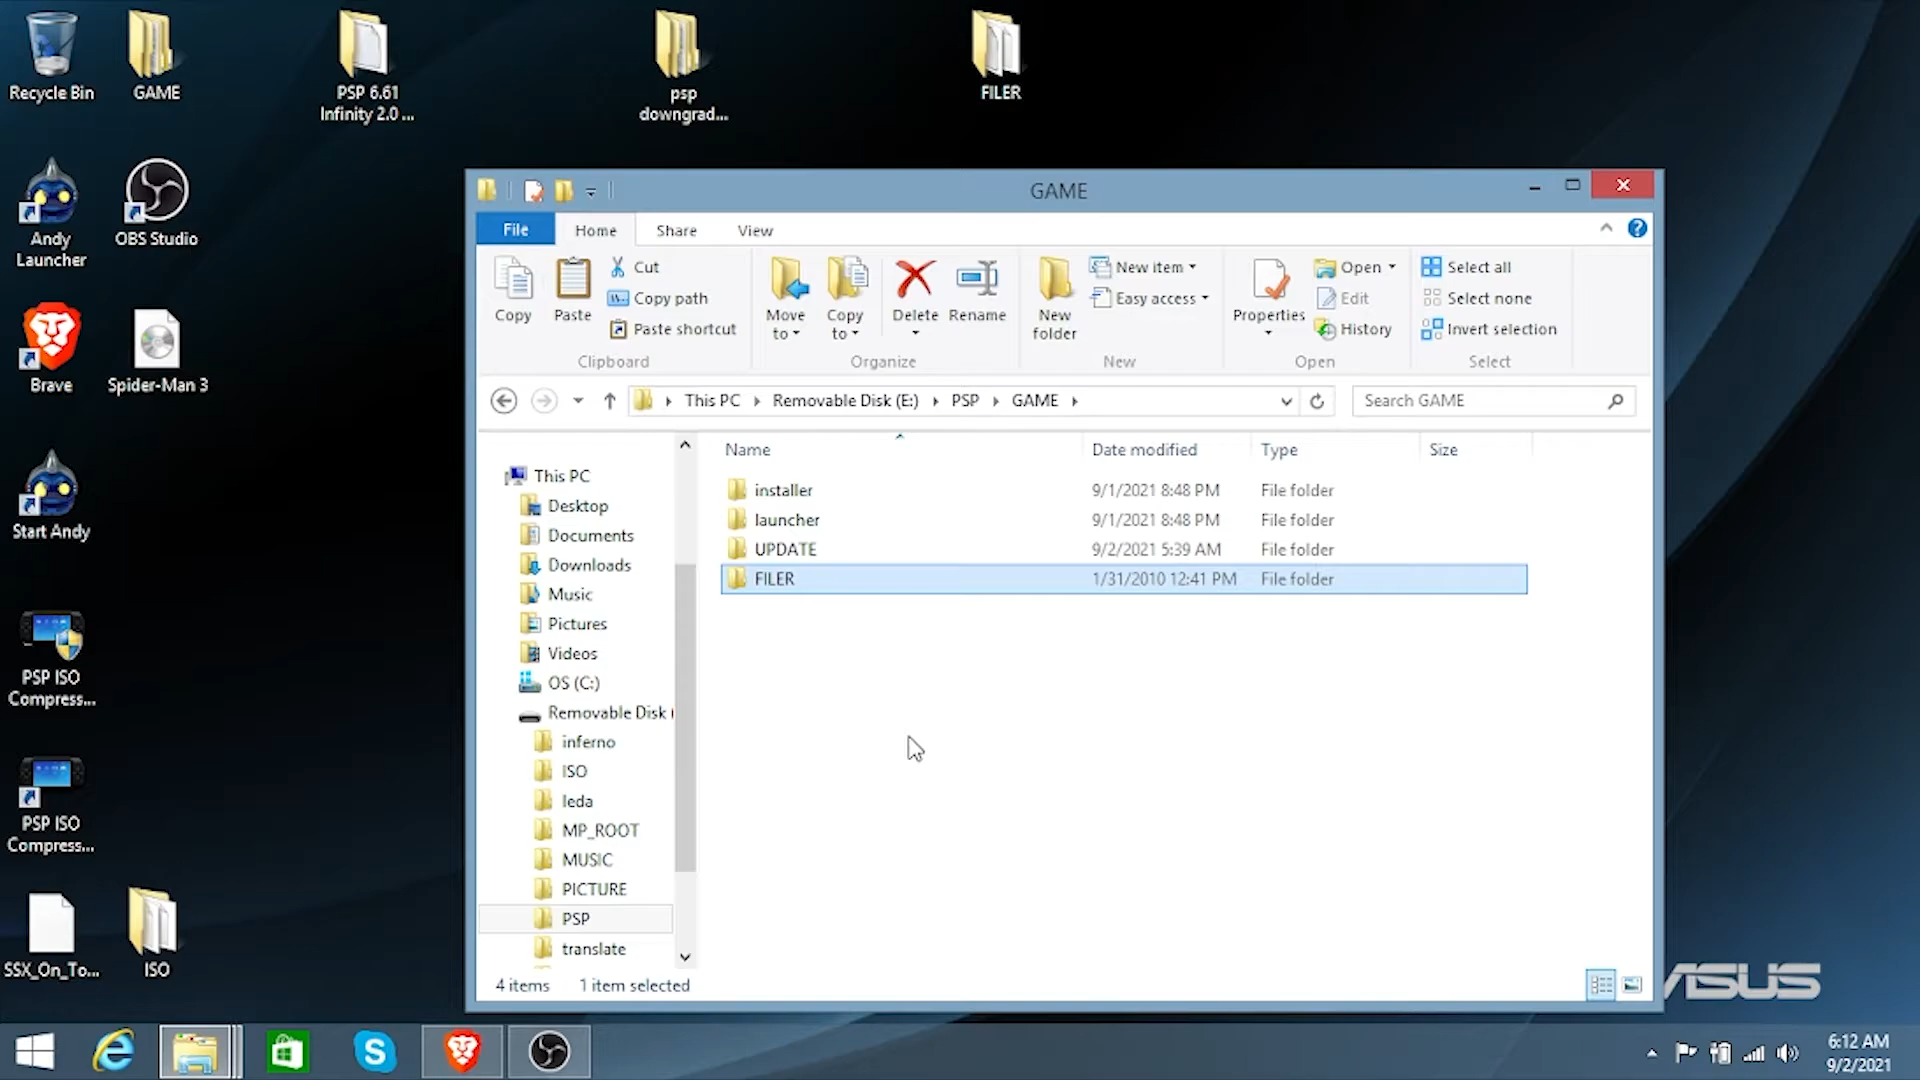 Recycle Bin
GAME
PSP 6.61
Infinity 2.0 ...
psp
downgrad...
FILER
Andy
Launcher
OBS Studio
Brave
Spider-Man 3
Start Andy
PSP ISO
Compress...
PSP ISO
Compress...
SSX_On_To...
ISO
GAME
File
Home
Share
View
Copy
Paste
Cut
Copy path
Paste shortcut
Clipboard
Move
to
Copy
to
Delete
Rename
Organize
New
folder
New item
Easy access
New
Properties
Open
Edit
History
Open
Select all
Select none
Invert selection
Select
This PC
Removable Disk (E:)
PSP
GAME
Search GAME
Name
Date modified
Type
Size
installer 9/1/2021 8:48 PM File folder
launcher 9/1/2021 8:48 PM File folder
UPDATE 9/2/2021 5:39 AM File folder
FILER 1/31/2010 12:41 PM File folder
This PC
Desktop
Documents
Downloads
Music
Pictures
Videos
OS (C:)
Removable Disk (
inferno
ISO
leda
MP_ROOT
MUSIC
PICTURE
PSP
translate
4 items
1 item selected
ASUS
6:12 AM
9/2/2021